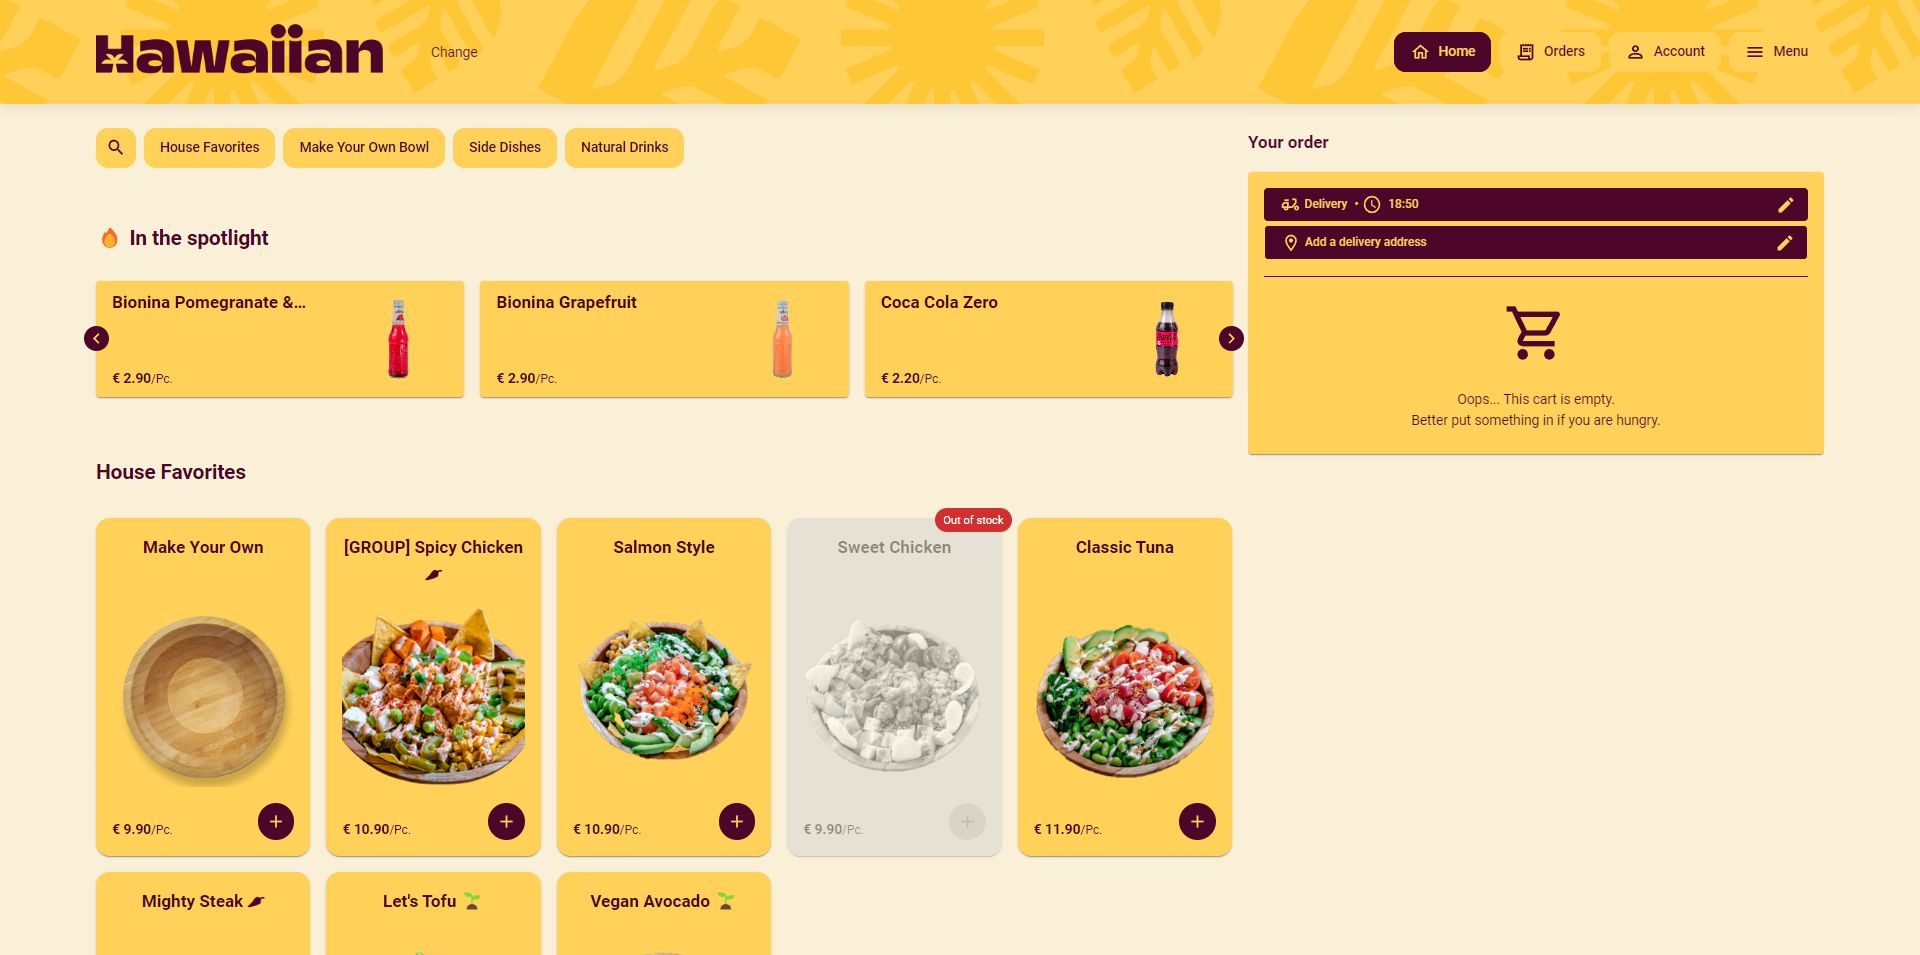 Hawaiian
Change
Home
Orders
Account
Menu
House Favorites
Make Your Own Bowl
Side Dishes
Natural Drinks
Your order
Delivery • 18:50
Add a delivery address
Oops... This cart is empty.
Better put something in if you are hungry.
In the spotlight
Bionina Pomegranate &...
€ 2.90/Pc.
Bionina Grapefruit
€ 2.90/Pc.
Coca Cola Zero
€ 2.20/Pc.
House Favorites
Make Your Own
€ 9.90/Pc.
[GROUP] Spicy Chicken
€ 10.90/Pc.
Salmon Style
€ 10.90/Pc.
Out of stock
Sweet Chicken
€ 9.90/Pc.
Classic Tuna
€ 11.90/Pc.
Mighty Steak
Let's Tofu
Vegan Avocado